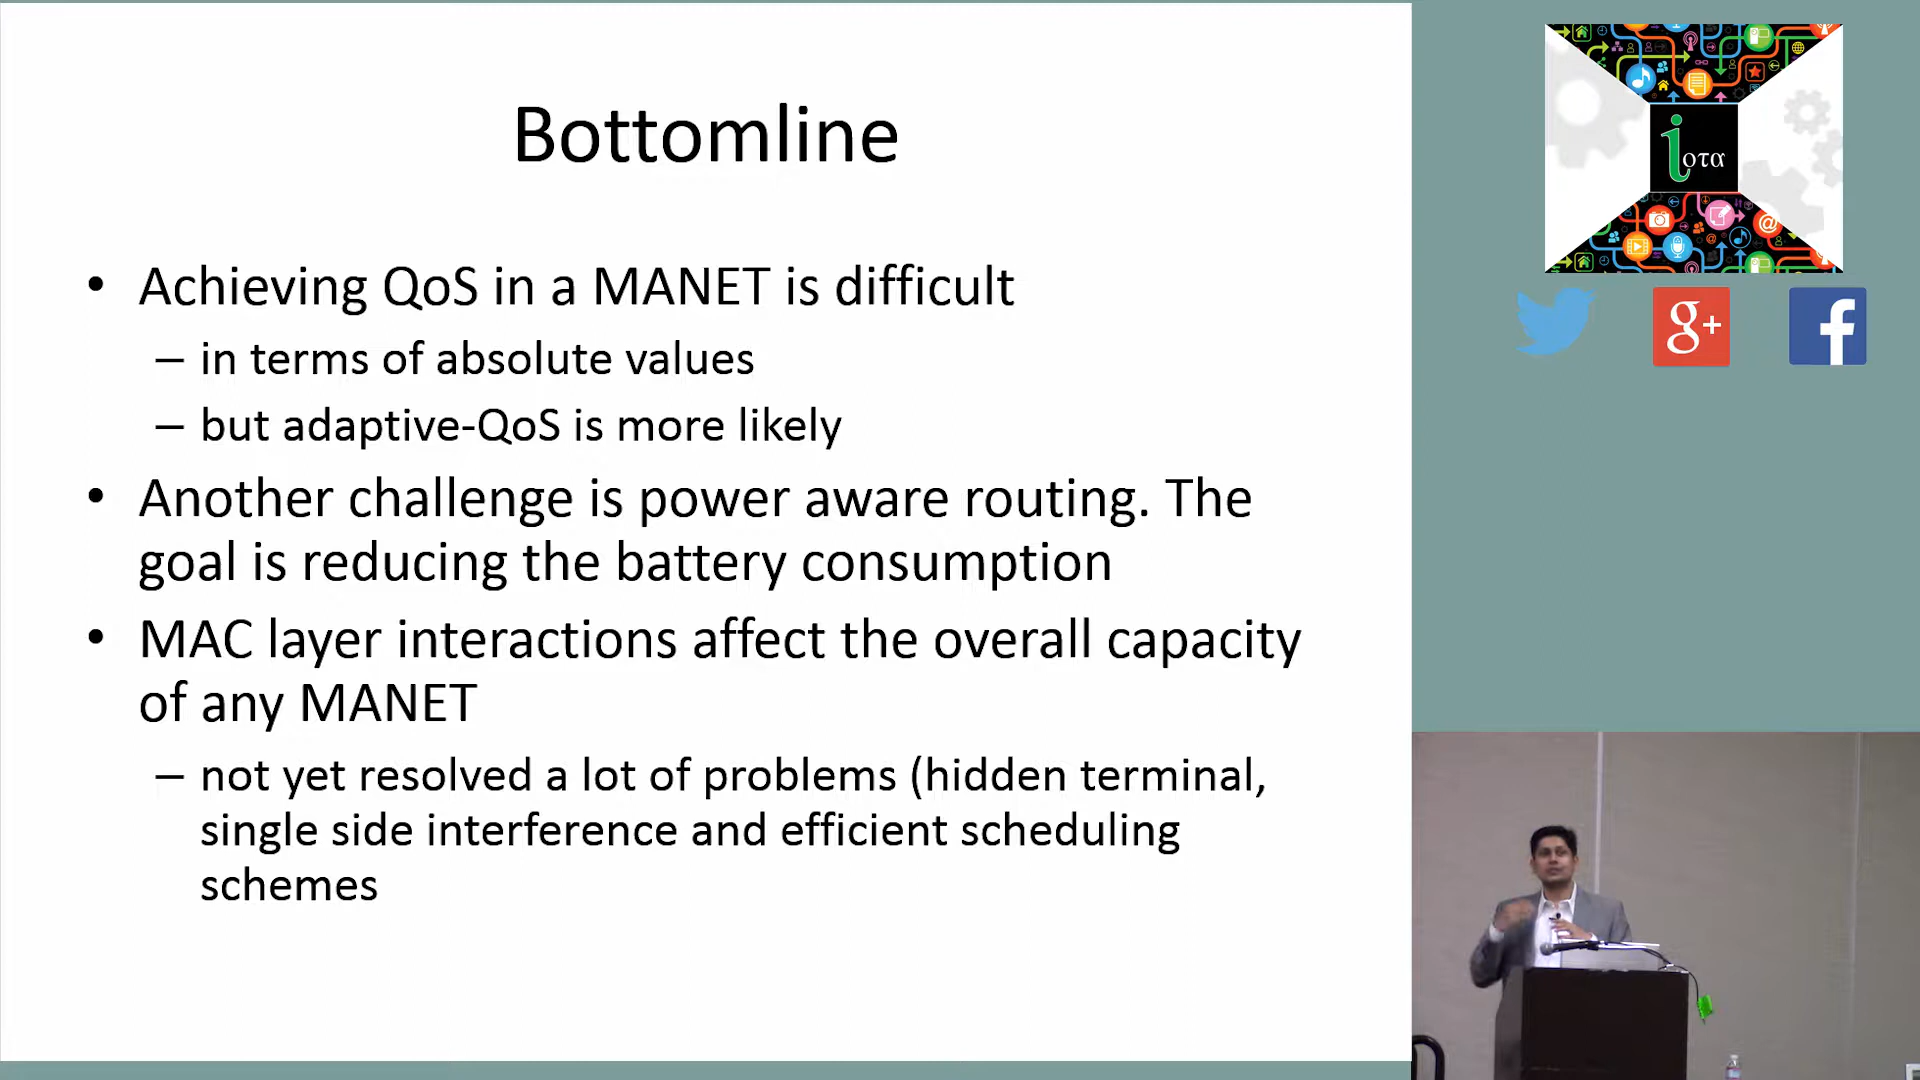 Bottomline
• Achieving QoS in a MANET is difficult
– in terms of absolute values
– but adaptive-QoS is more likely
• Another challenge is power aware routing. The
goal is reducing the battery consumption
• MAC layer interactions affect the overall capacity
of any MANET
– not yet resolved a lot of problems (hidden terminal,
single side interference and efficient scheduling
schemes
iοτα
g+
f